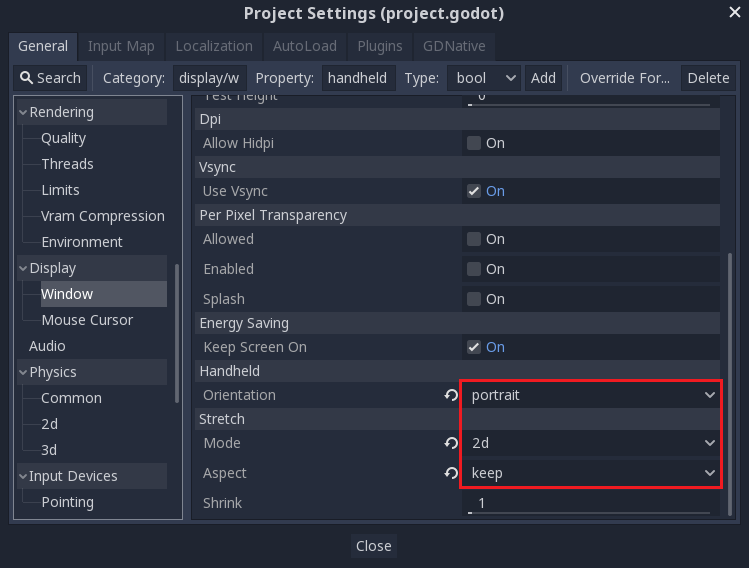 Project Settings (project.godot)
General Input Map Localization AutoLoad Plugins GDNative
Search Category: display/w Property: handheld Type: bool Add Override For... Delete
Rendering
Quality
Threads
Limits
Vram Compression
Environment
Display
Window
Mouse Cursor
Audio
Physics
Common
2d
3d
Input Devices
Pointing
Test Height 0
Dpi
Allow Hidpi On
Vsync
Use Vsync On
Per Pixel Transparency
Allowed On
Enabled On
Splash On
Energy Saving
Keep Screen On On
Handheld
Orientation portrait
Stretch
Mode 2d
Aspect keep
Shrink 1
Close